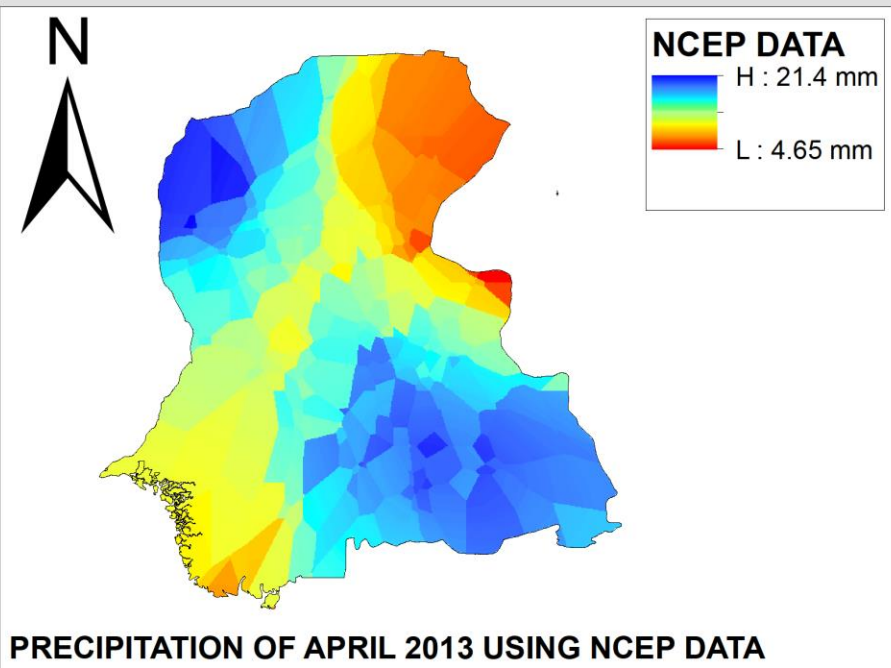 N
NCEP DATA
H : 21.4 mm
L : 4.65 mm
PRECIPITATION OF APRIL 2013 USING NCEP DATA